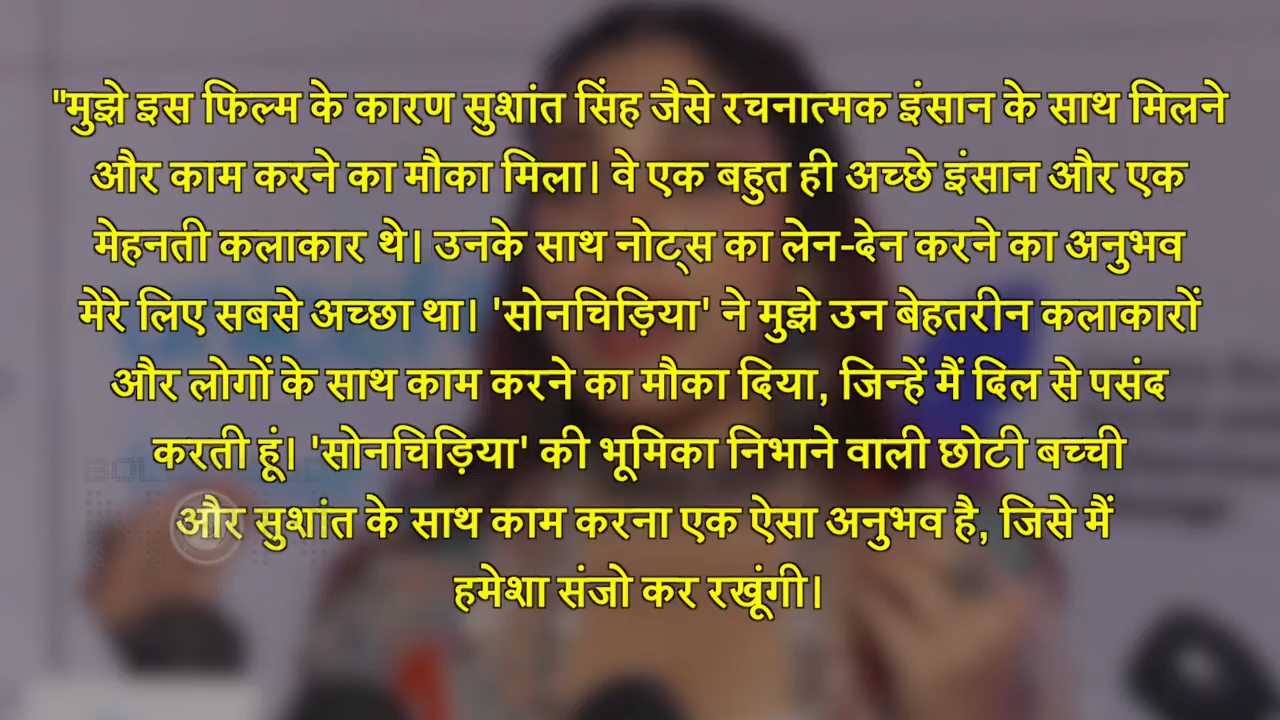 "मुझे इस फिल्म के कारण सुशांत सिंह जैसे रचनात्मक इंसान के साथ मिलने
और काम करने का मौका मिला। वे एक बहुत ही अच्छे इंसान और एक
मेहनती कलाकार थे। उनके साथ नोट्स का लेन-देन करने का अनुभव
मेरे लिए सबसे अच्छा था। 'सोनचिड़िया' ने मुझे उन बेहतरीन कलाकारों
और लोगों के साथ काम करने का मौका दिया, जिन्हें मैं दिल से पसंद
करती हूं। 'सोनचिड़िया' की भूमिका निभाने वाली छोटी बच्ची
और सुशांत के साथ काम करना एक ऐसा अनुभव है, जिसे मैं
हमेशा संजो कर रखूंगी।